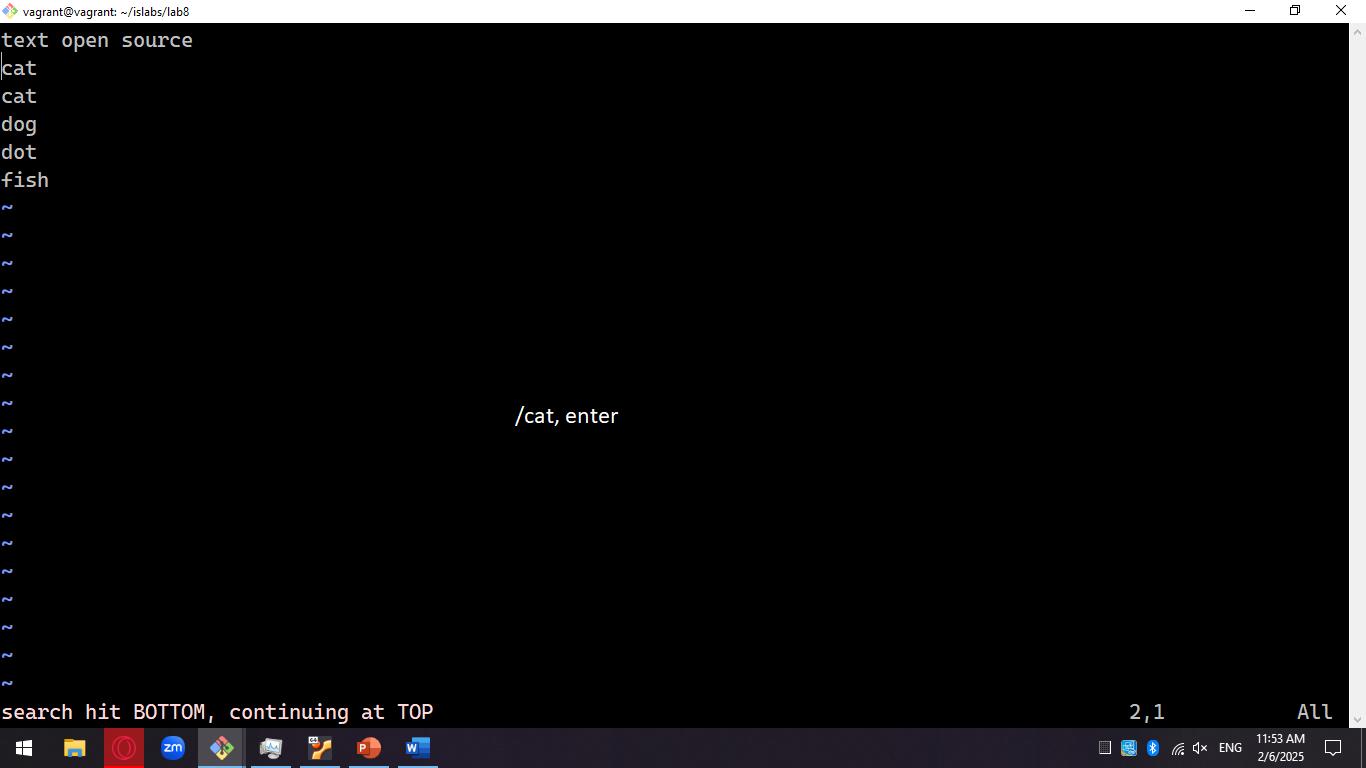 vagrant@vagrant: ~/islabs/lab8
text open source
cat
cat
dog
dot
fish
~
~
~
~
~
~
~
~
/cat, enter
~
~
~
~
~
~
~
~
~
~
search hit BOTTOM, continuing at TOP 2,1 All
zm
64
P
W
ENG
11:53 AM
2/6/2025